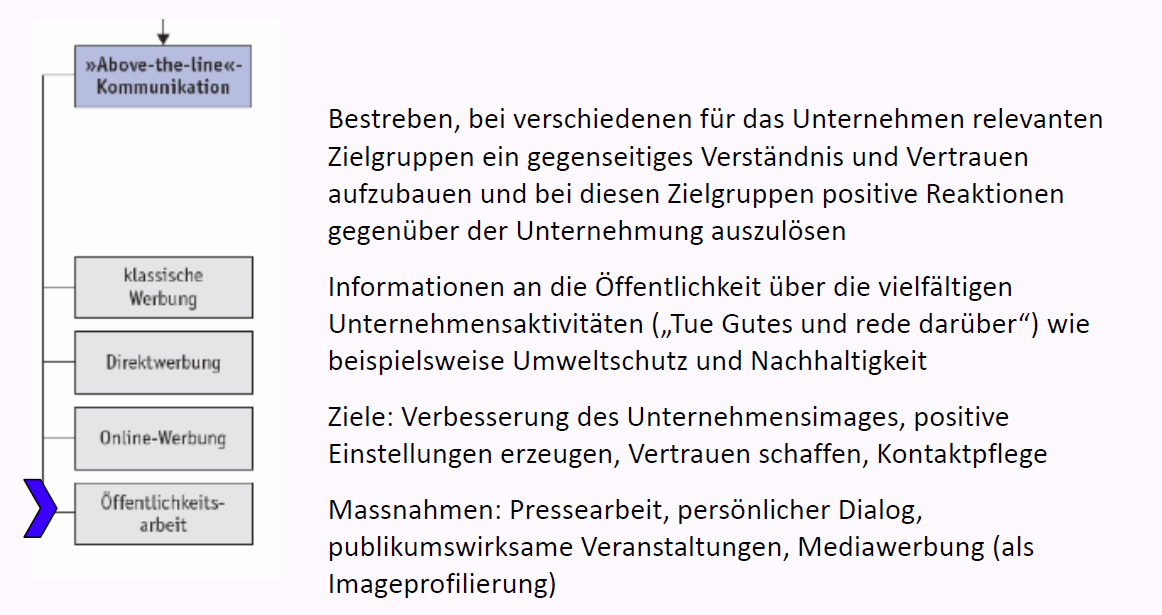 »Above-the-line«-
Kommunikation
klassische
Werbung
Direktwerbung
Online-Werbung
Öffentlichkeits-
arbeit
Bestreben, bei verschiedenen für das Unternehmen relevanten
Zielgruppen ein gegenseitiges Verständnis und Vertrauen
aufzubauen und bei diesen Zielgruppen positive Reaktionen
gegenüber der Unternehmung auszulösen
Informationen an die Öffentlichkeit über die vielfältigen
Unternehmensaktivitäten („Tue Gutes und rede darüber“) wie
beispielsweise Umweltschutz und Nachhaltigkeit
Ziele: Verbesserung des Unternehmensimages, positive
Einstellungen erzeugen, Vertrauen schaffen, Kontaktpflege
Massnahmen: Pressearbeit, persönlicher Dialog,
publikumswirksame Veranstaltungen, Mediawerbung (als
Imageprofilierung)